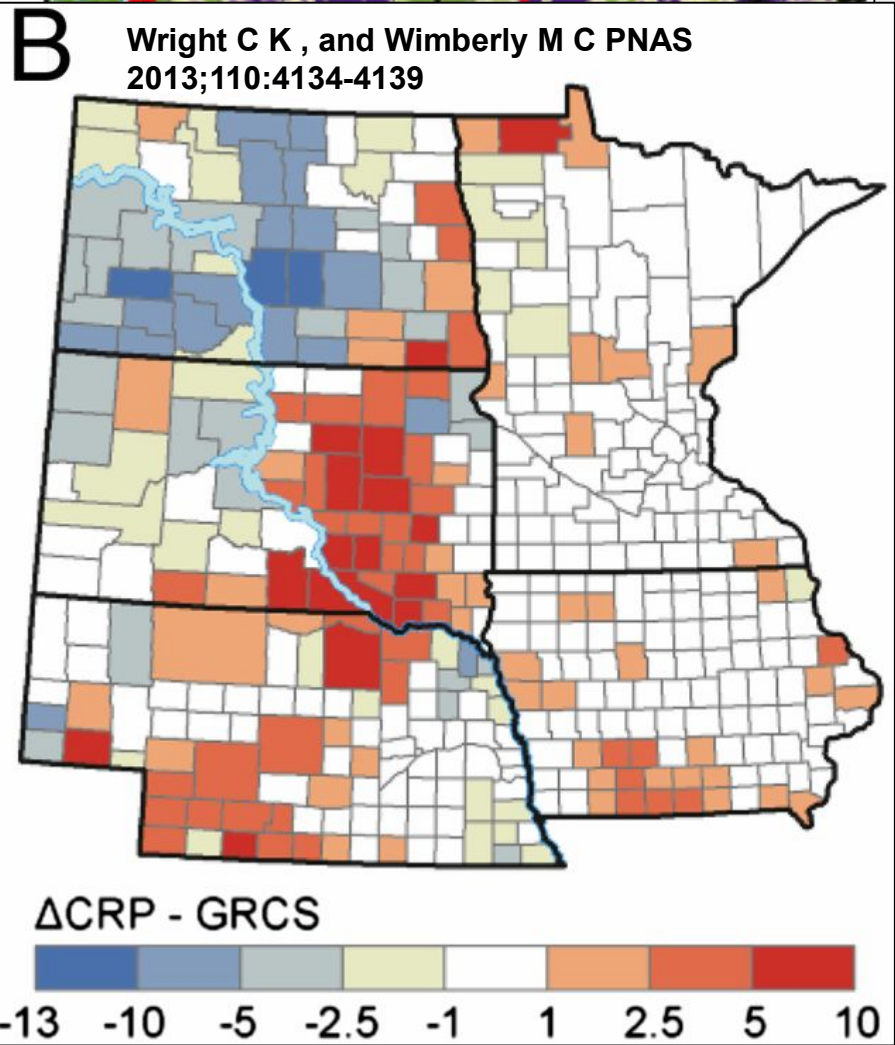 B
Wright C K , and Wimberly M C PNAS
2013;110:4134-4139
ΔCRP - GRCS
-13 -10 -5 -2.5 -1 1 2.5 5 10